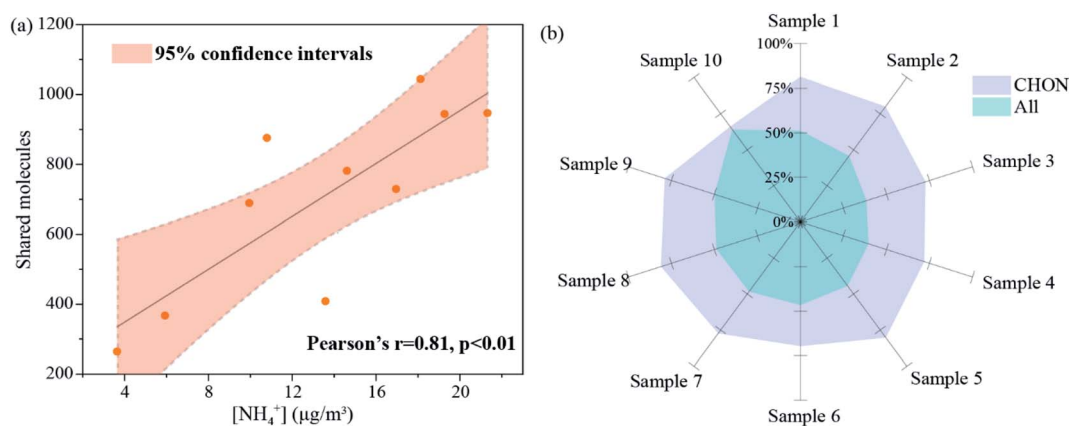 (a)
1200
1000
800
600
400
200
Shared molecules
95% confidence intervals
Pearson's r=0.81, p<0.01
4 8 12 16 20
[NH₄⁺] (μg/m³)
(b)
Sample 1
100%
75%
50%
25%
0%
Sample 2
Sample 3
Sample 4
Sample 5
Sample 6
Sample 7
Sample 8
Sample 9
Sample 10
CHON
All